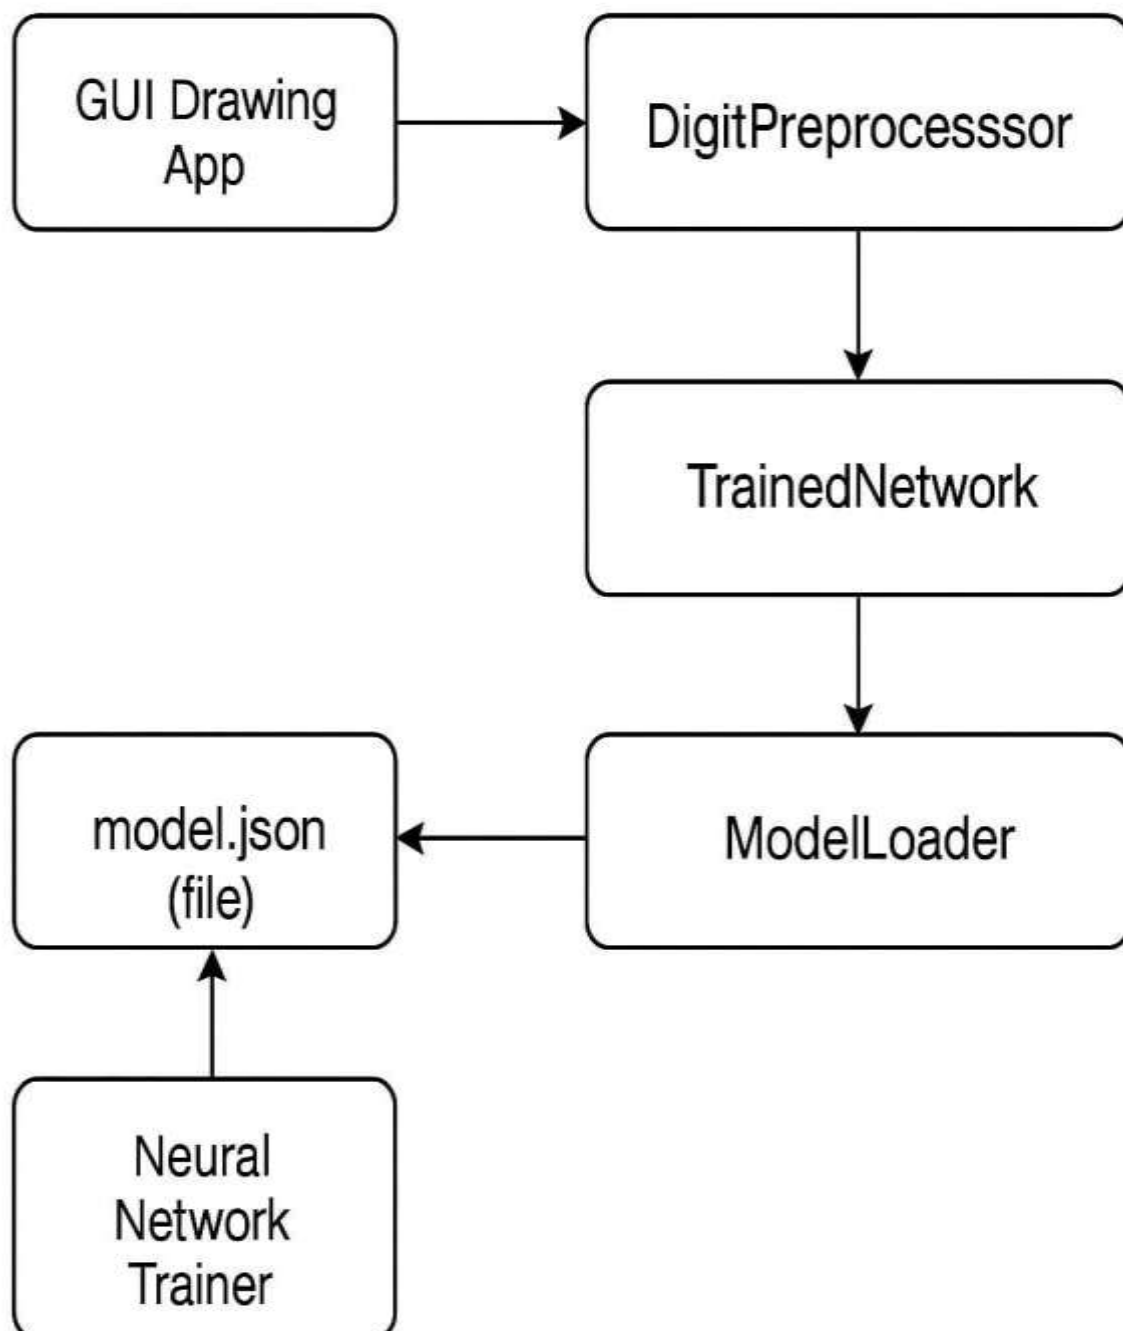 GUI Drawing
App
DigitPreprocesssor
TrainedNetwork
model.json
(file)
ModelLoader
Neural
Network
Trainer